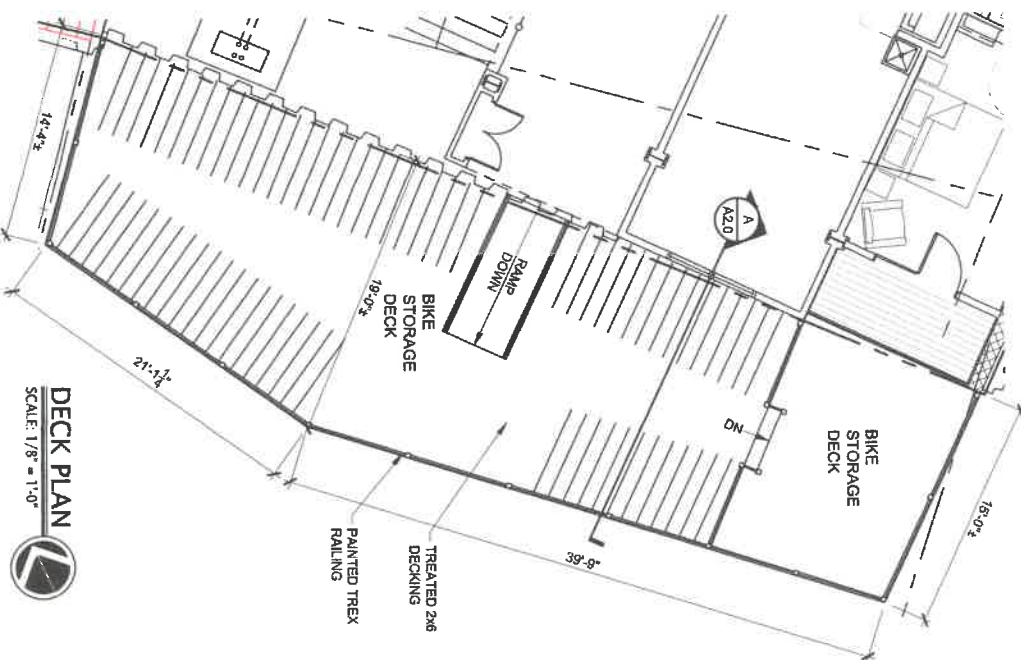 14'-4"±
21'-1 1/4"
19'-0"±
BIKE
STORAGE
DECK
RAMP
DOWN
A
A2.0
DN
BIKE
STORAGE
DECK
15'-0"±
39'-9"
TREATED 2x6
DECKING
PAINTED TREX
RAILING
DECK PLAN
SCALE: 1/8" = 1'-0"